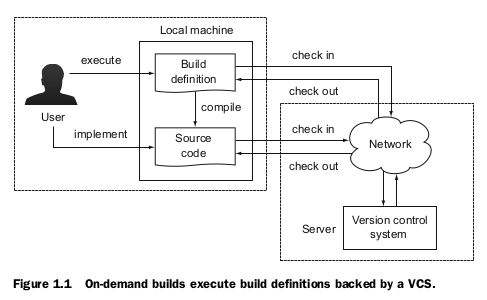 Local machine
execute
Build
definition
check in
check out
User
compile
implement
Source
code
check in
check out
Network
Server
Version control
system
Figure 1.1 On-demand builds execute build definitions backed by a VCS.